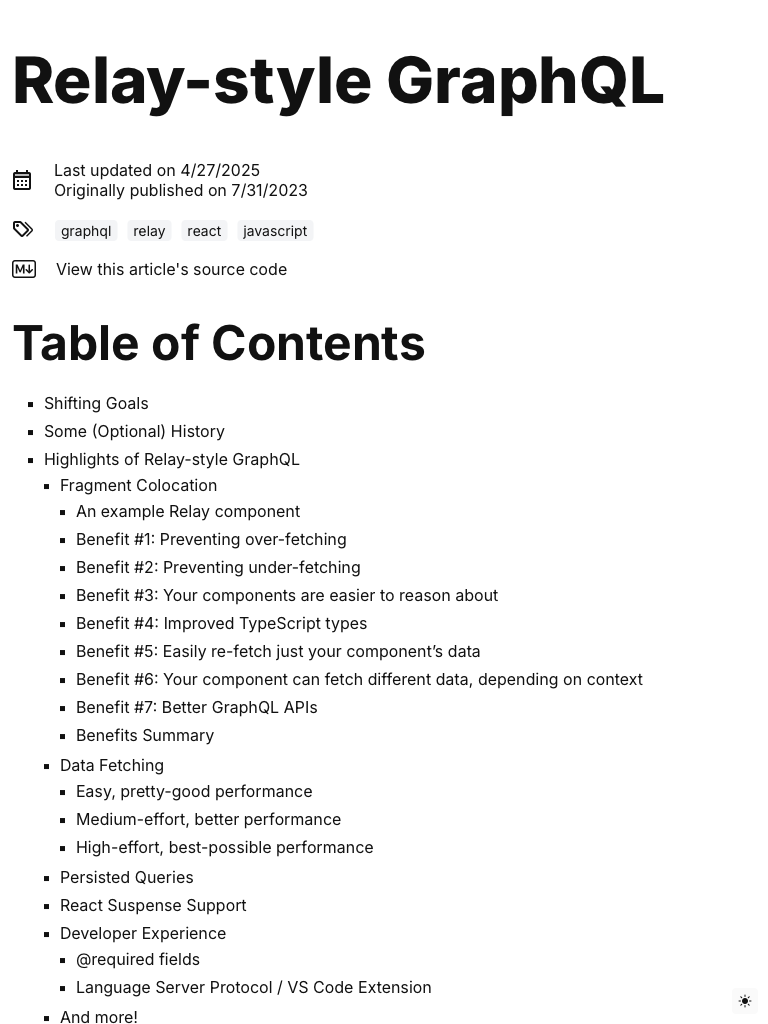 Relay-style GraphQL
Last updated on 4/27/2025
Originally published on 7/31/2023
graphql relay react javascript
View this article's source code
Table of Contents
Shifting Goals
Some (Optional) History
Highlights of Relay-style GraphQL
Fragment Colocation
An example Relay component
Benefit #1: Preventing over-fetching
Benefit #2: Preventing under-fetching
Benefit #3: Your components are easier to reason about
Benefit #4: Improved TypeScript types
Benefit #5: Easily re-fetch just your component’s data
Benefit #6: Your component can fetch different data, depending on context
Benefit #7: Better GraphQL APIs
Benefits Summary
Data Fetching
Easy, pretty-good performance
Medium-effort, better performance
High-effort, best-possible performance
Persisted Queries
React Suspense Support
Developer Experience
@required fields
Language Server Protocol / VS Code Extension
And more!